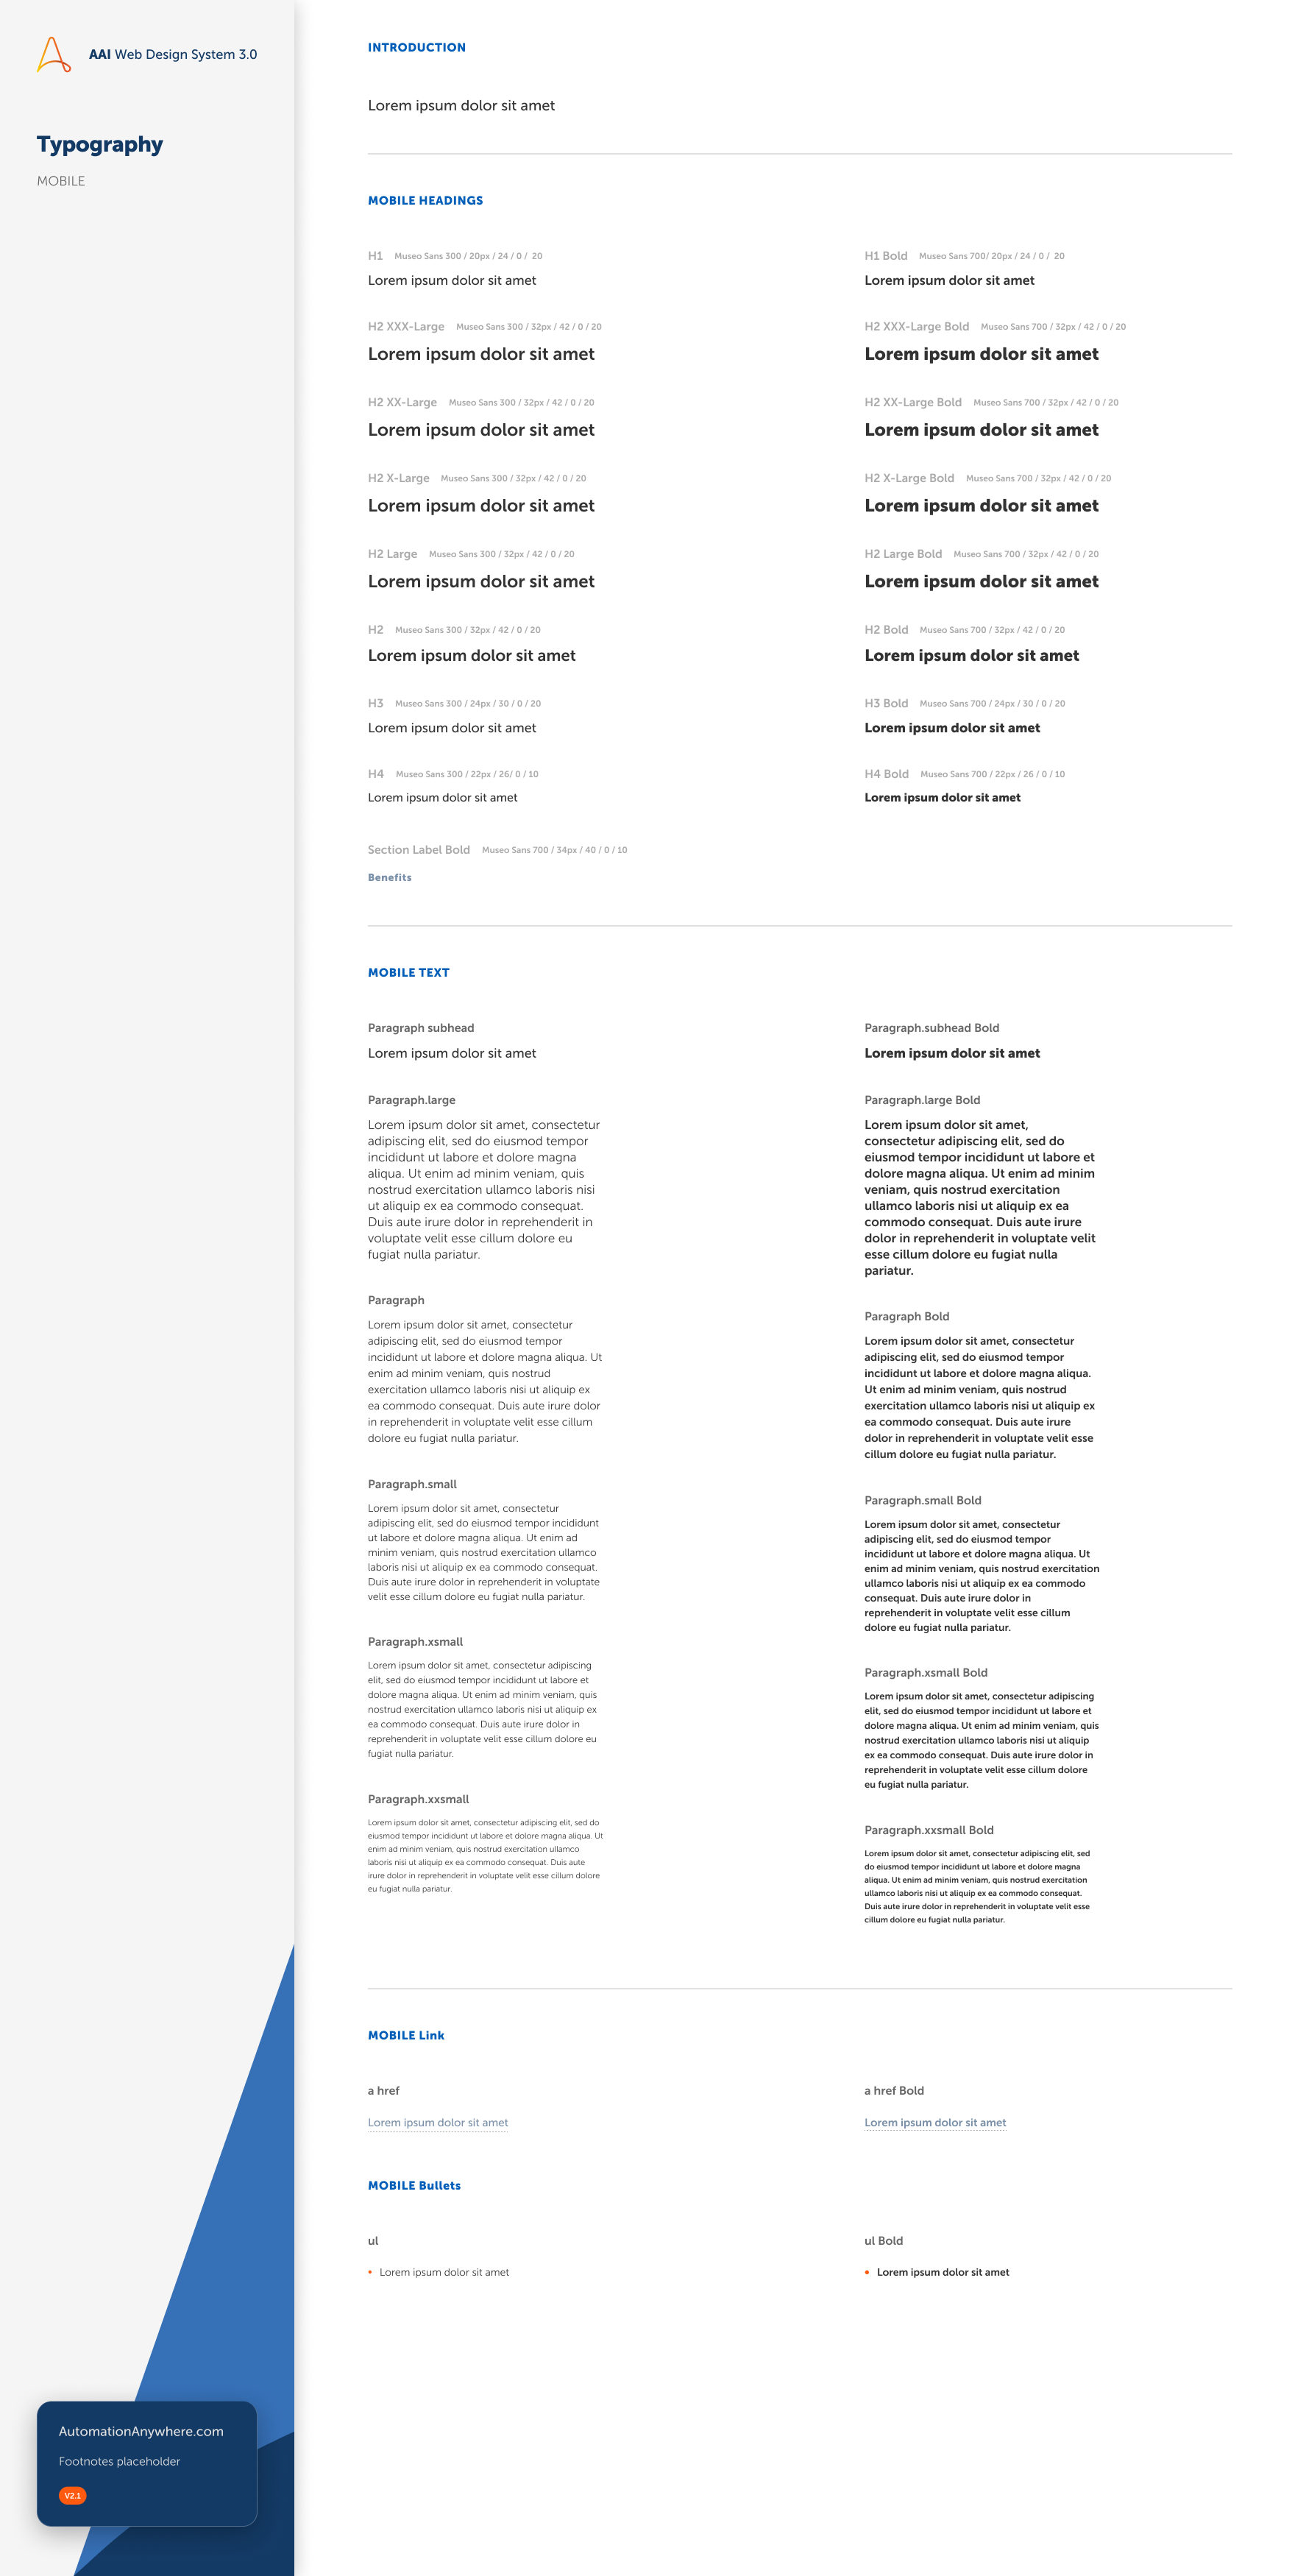 AAI Web Design System 3.0
Typography
MOBILE
INTRODUCTION
Lorem ipsum dolor sit amet
MOBILE HEADINGS
H1 Museo Sans 300 / 20px / 24 / 0 / 20
Lorem ipsum dolor sit amet
H1 Bold Museo Sans 700/ 20px / 24 / 0 / 20
Lorem ipsum dolor sit amet
H2 XXX-Large Museo Sans 300 / 32px / 42 / 0 / 20
Lorem ipsum dolor sit amet
H2 XXX-Large Bold Museo Sans 700 / 32px / 42 / 0 / 20
Lorem ipsum dolor sit amet
H2 XX-Large Museo Sans 300 / 32px / 42 / 0 / 20
Lorem ipsum dolor sit amet
H2 XX-Large Bold Museo Sans 700 / 32px / 42 / 0 / 20
Lorem ipsum dolor sit amet
H2 X-Large Museo Sans 300 / 32px / 42 / 0 / 20
Lorem ipsum dolor sit amet
H2 X-Large Bold Museo Sans 700 / 32px / 42 / 0 / 20
Lorem ipsum dolor sit amet
H2 Large Museo Sans 300 / 32px / 42 / 0 / 20
Lorem ipsum dolor sit amet
H2 Large Bold Museo Sans 700 / 32px / 42 / 0 / 20
Lorem ipsum dolor sit amet
H2 Museo Sans 300 / 32px / 42 / 0 / 20
Lorem ipsum dolor sit amet
H2 Bold Museo Sans 700 / 32px / 42 / 0 / 20
Lorem ipsum dolor sit amet
H3 Museo Sans 300 / 24px / 30 / 0 / 20
Lorem ipsum dolor sit amet
H3 Bold Museo Sans 700 / 24px / 30 / 0 / 20
Lorem ipsum dolor sit amet
H4 Museo Sans 300 / 22px / 26/ 0 / 10
Lorem ipsum dolor sit amet
H4 Bold Museo Sans 700 / 22px / 26 / 0 / 10
Lorem ipsum dolor sit amet
Section Label Bold Museo Sans 700 / 34px / 40 / 0 / 10
Benefits
MOBILE TEXT
Paragraph subhead
Lorem ipsum dolor sit amet
Paragraph.large
Lorem ipsum dolor sit amet, consectetur
adipiscing elit, sed do eiusmod tempor
incididunt ut labore et dolore magna
aliqua. Ut enim ad minim veniam, quis
nostrud exercitation ullamco laboris nisi
ut aliquip ex ea commodo consequat.
Duis aute irure dolor in reprehenderit in
voluptate velit esse cillum dolore eu
fugiat nulla pariatur.
Paragraph
Lorem ipsum dolor sit amet, consectetur
adipiscing elit, sed do eiusmod tempor
incididunt ut labore et dolore magna aliqua. Ut
enim ad minim veniam, quis nostrud
exercitation ullamco laboris nisi ut aliquip ex
ea commodo consequat. Duis aute irure dolor
in reprehenderit in voluptate velit esse cillum
dolore eu fugiat nulla pariatur.
Paragraph.small
Lorem ipsum dolor sit amet, consectetur
adipiscing elit, sed do eiusmod tempor incididunt
ut labore et dolore magna aliqua. Ut enim ad
minim veniam, quis nostrud exercitation ullamco
laboris nisi ut aliquip ex ea commodo consequat.
Duis aute irure dolor in reprehenderit in voluptate
velit esse cillum dolore eu fugiat nulla pariatur.
Paragraph.xsmall
Lorem ipsum dolor sit amet, consectetur adipiscing
elit, sed do eiusmod tempor incididunt ut labore et
dolore magna aliqua. Ut enim ad minim veniam, quis
nostrud exercitation ullamco laboris nisi ut aliquip ex
ea commodo consequat. Duis aute irure dolor in
reprehenderit in voluptate velit esse cillum dolore eu
fugiat nulla pariatur.
Paragraph.xxsmall
Lorem ipsum dolor sit amet, consectetur adipiscing elit, sed do
eiusmod tempor incididunt ut labore et dolore magna aliqua. Ut
enim ad minim veniam, quis nostrud exercitation ullamco
laboris nisi ut aliquip ex ea commodo consequat. Duis aute
irure dolor in reprehenderit in voluptate velit esse cillum dolore
eu fugiat nulla pariatur.
Paragraph.subhead Bold
Lorem ipsum dolor sit amet
Paragraph.large Bold
Lorem ipsum dolor sit amet,
consectetur adipiscing elit, sed do
eiusmod tempor incididunt ut labore et
dolore magna aliqua. Ut enim ad minim
veniam, quis nostrud exercitation
ullamco laboris nisi ut aliquip ex ea
commodo consequat. Duis aute irure
dolor in reprehenderit in voluptate velit
esse cillum dolore eu fugiat nulla
pariatur.
Paragraph Bold
Lorem ipsum dolor sit amet, consectetur
adipiscing elit, sed do eiusmod tempor
incididunt ut labore et dolore magna aliqua.
Ut enim ad minim veniam, quis nostrud
exercitation ullamco laboris nisi ut aliquip ex
ea commodo consequat. Duis aute irure
dolor in reprehenderit in voluptate velit esse
cillum dolore eu fugiat nulla pariatur.
Paragraph.small Bold
Lorem ipsum dolor sit amet, consectetur
adipiscing elit, sed do eiusmod tempor
incididunt ut labore et dolore magna aliqua. Ut
enim ad minim veniam, quis nostrud exercitation
ullamco laboris nisi ut aliquip ex ea commodo
consequat. Duis aute irure dolor in
reprehenderit in voluptate velit esse cillum
dolore eu fugiat nulla pariatur.
Paragraph.xsmall Bold
Lorem ipsum dolor sit amet, consectetur adipiscing
elit, sed do eiusmod tempor incididunt ut labore et
dolore magna aliqua. Ut enim ad minim veniam, quis
nostrud exercitation ullamco laboris nisi ut aliquip
ex ea commodo consequat. Duis aute irure dolor in
reprehenderit in voluptate velit esse cillum dolore
eu fugiat nulla pariatur.
Paragraph.xxsmall Bold
Lorem ipsum dolor sit amet, consectetur adipiscing elit, sed
do eiusmod tempor incididunt ut labore et dolore magna
aliqua. Ut enim ad minim veniam, quis nostrud exercitation
ullamco laboris nisi ut aliquip ex ea commodo consequat.
Duis aute irure dolor in reprehenderit in voluptate velit esse
cillum dolore eu fugiat nulla pariatur.
MOBILE Link
a href
Lorem ipsum dolor sit amet
a href Bold
Lorem ipsum dolor sit amet
MOBILE Bullets
ul
• Lorem ipsum dolor sit amet
ul Bold
• Lorem ipsum dolor sit amet
AutomationAnywhere.com
Footnotes placeholder
V2.1